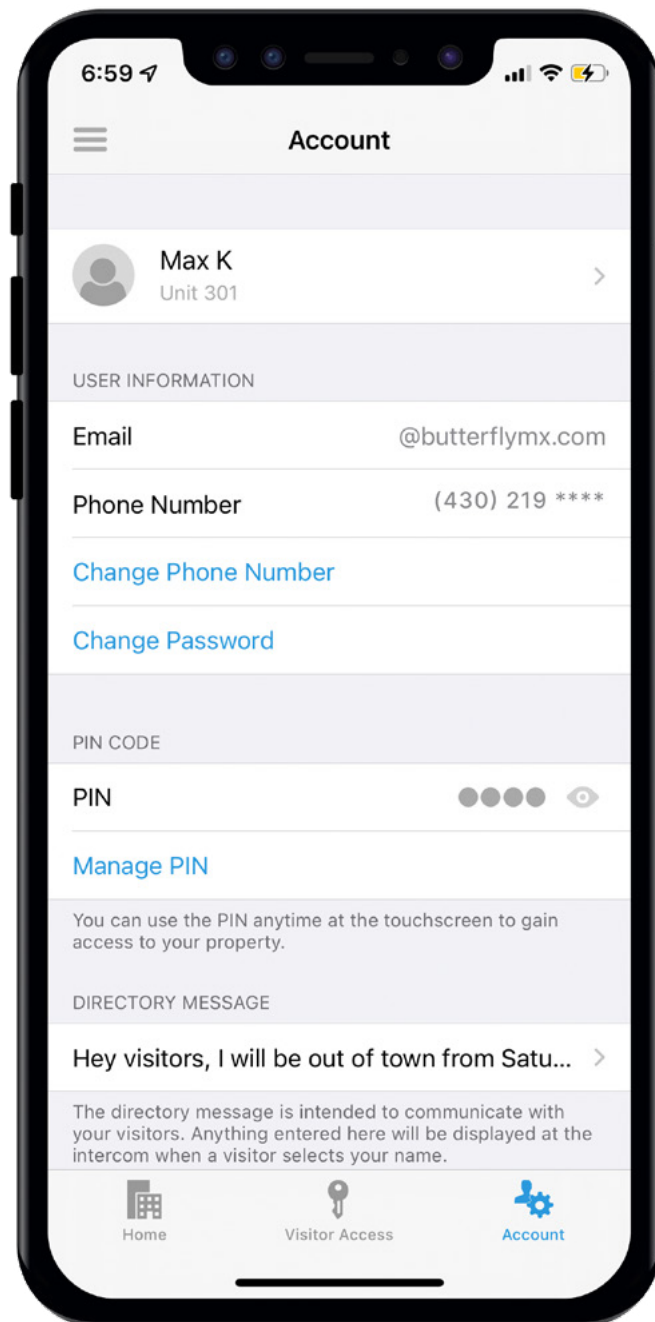 6:59
Account
Max K
Unit 301
USER INFORMATION
Email @butterflymx.com
Phone Number (430) 219 ****
Change Phone Number
Change Password
PIN CODE
PIN
Manage PIN
You can use the PIN anytime at the touchscreen to gain
access to your property.
DIRECTORY MESSAGE
Hey visitors, I will be out of town from Satu...
The directory message is intended to communicate with
your visitors. Anything entered here will be displayed at the
intercom when a visitor selects your name.
Home Visitor Access Account